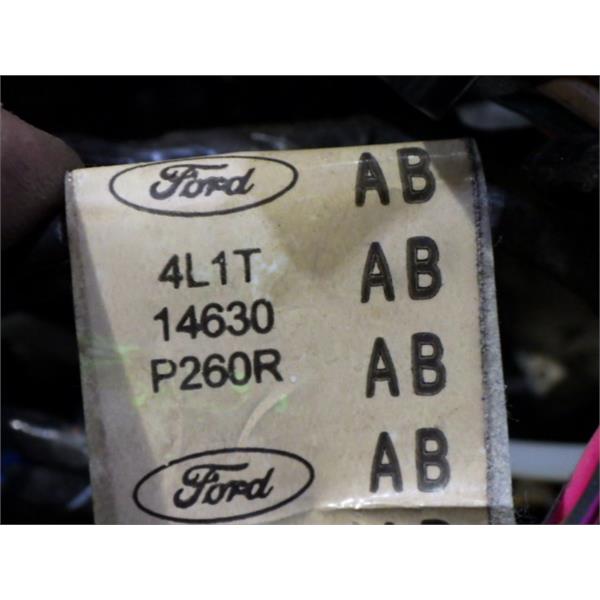 Ford AB
4L1T AB
14630
P260R AB
AB
Ford